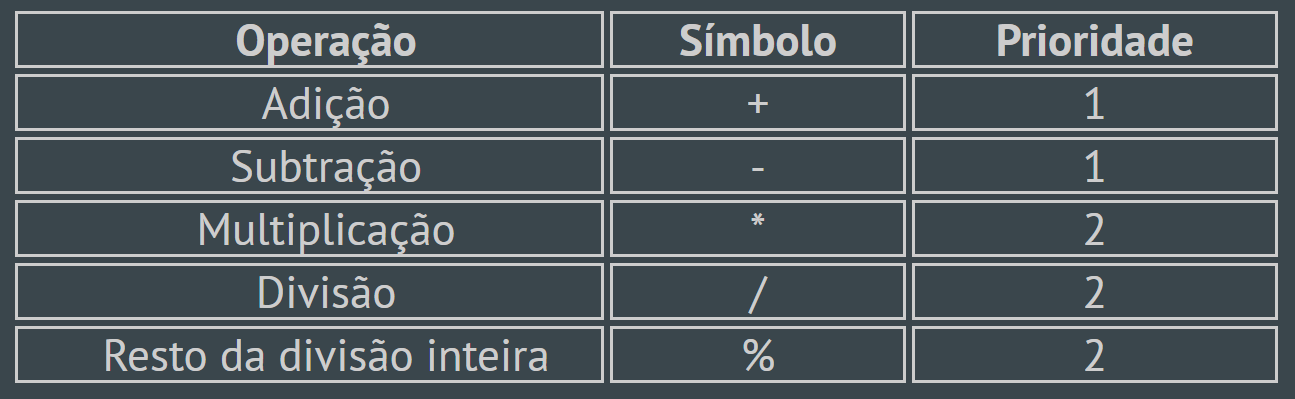 Operação Símbolo Prioridade
Adição + 1
Subtração - 1
Multiplicação * 2
Divisão / 2
Resto da divisão inteira % 2